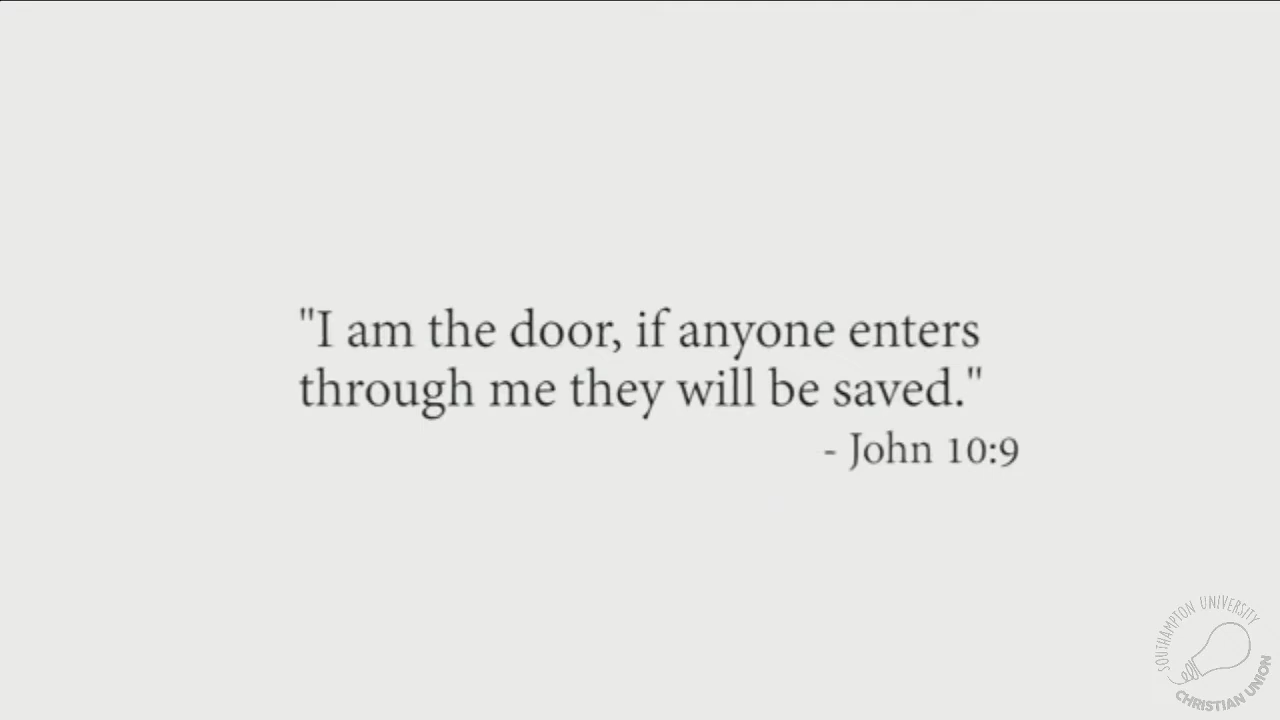 "I am the door, if anyone enters
through me they will be saved."
- John 10:9
SOUTHAMPTON UNIVERSITY
CHRISTIAN UNION